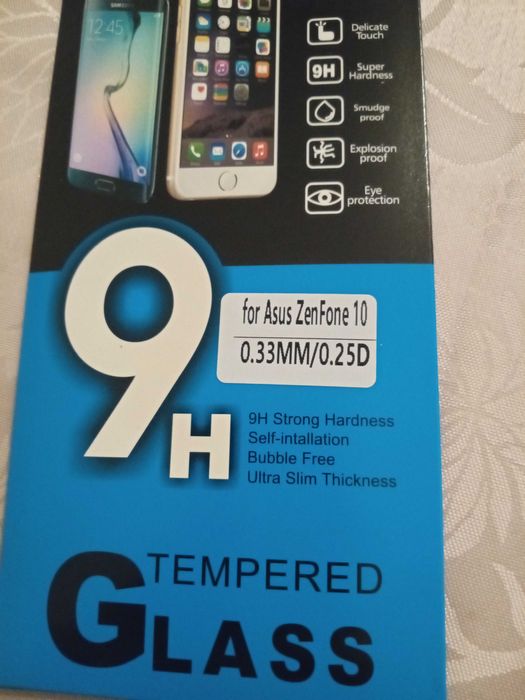 SAMSUNG
12:45
Delicate
Touch
9H
Super
Hardness
Smudge
proof
Explosion
proof
Eye
protection
9H
for Asus ZenFone 10
0.33MM/0.25D
9H Strong Hardness
Self-intallation
Bubble Free
Ultra Slim Thickness
TEMPERED
GLASS